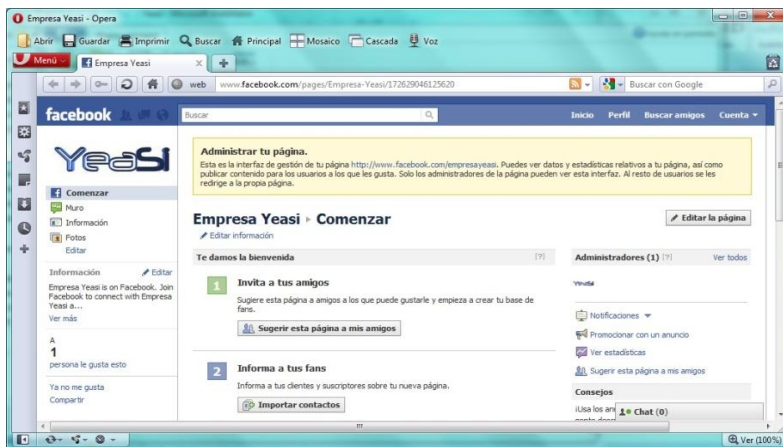 Empresa Yeasi - Opera
Abrir Guardar Imprimir Buscar Principal Mosaico Cascada Voz
Menú Empresa Yeasi
web www.facebook.com/pages/Empresa-Yeasi/172629046125620 Buscar con Google
facebook Buscar Inicio Perfil Buscar amigos Cuenta
YeaSi
Administrar tu página.
Esta es la interfaz de gestión de tu página http://www.facebook.com/empresayeasi. Puedes ver datos y estadísticas relativos a tu página, así como
publicar contenido para los usuarios a los que les gusta. Solo los administradores de la página pueden ver esta interfaz. Al resto de usuarios se les
redirige a la propia página.
Comenzar
Muro
Información
Fotos
Editar
Información Editar
Empresa Yeasi is on Facebook. Join
Facebook to connect with Empresa
Yeasi a...
Ver más
A
1
persona le gusta esto
Ya no me gusta
Compartir
Empresa Yeasi Comenzar
Editar la página
Editar información
Te damos la bienvenida [?]
1 Invita a tus amigos
Sugiere esta página a amigos a los que puede gustarle y empieza a crear tu base de
fans.
Sugerir esta página a mis amigos
2 Informa a tus fans
Informa a tus clientes y suscriptores sobre tu nueva página.
Importar contactos
Administradores (1) [?] Ver todos
YeaSi
Notificaciones
Promocionar con un anuncio
Ver estadísticas
Sugerir esta página a mis amigos
Consejos
¡Usa los
Chat (0)
Ver (100%)